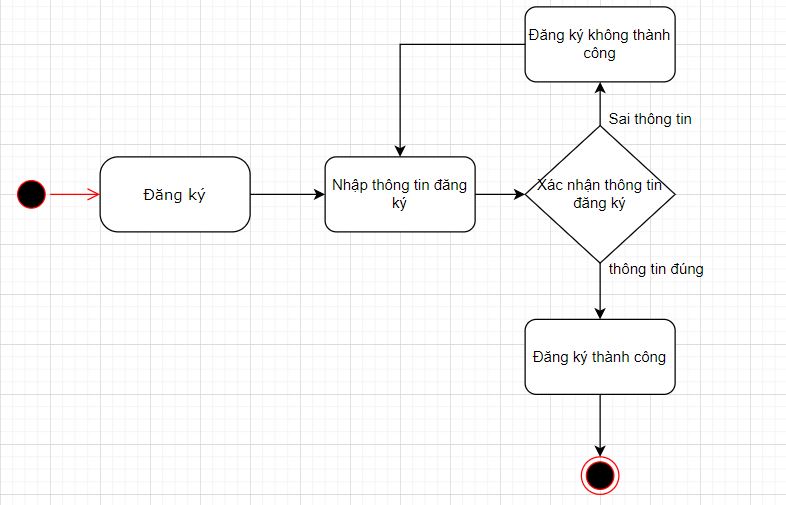 Đăng ký không thành
công
Sai thông tin
Đăng ký
Nhập thông tin đăng
ký
Xác nhận thông tin
đăng ký
thông tin đúng
Đăng ký thành công